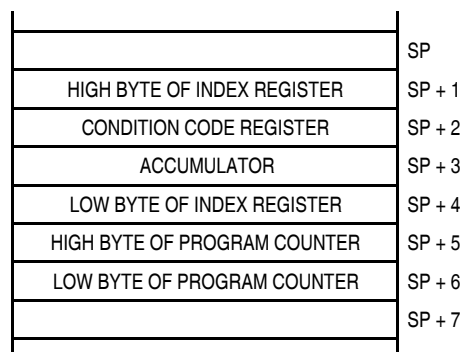 SP
HIGH BYTE OF INDEX REGISTER SP + 1
CONDITION CODE REGISTER SP + 2
ACCUMULATOR SP + 3
LOW BYTE OF INDEX REGISTER SP + 4
HIGH BYTE OF PROGRAM COUNTER SP + 5
LOW BYTE OF PROGRAM COUNTER SP + 6
SP + 7